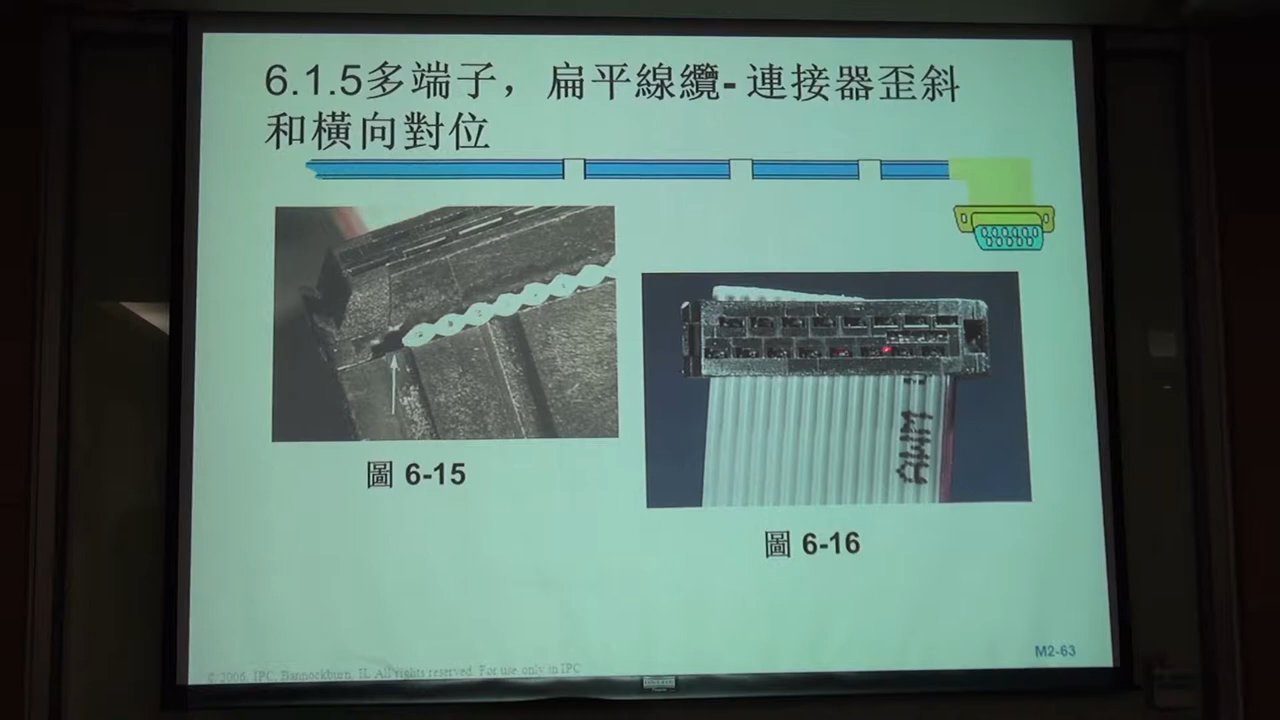 6.1.5多端子，扁平線纜- 連接器歪斜
和橫向對位
圖 6-15
圖 6-16
M2-63
© 2006, IPC, Bannockburn, IL. All rights reserved. For use only in IPC